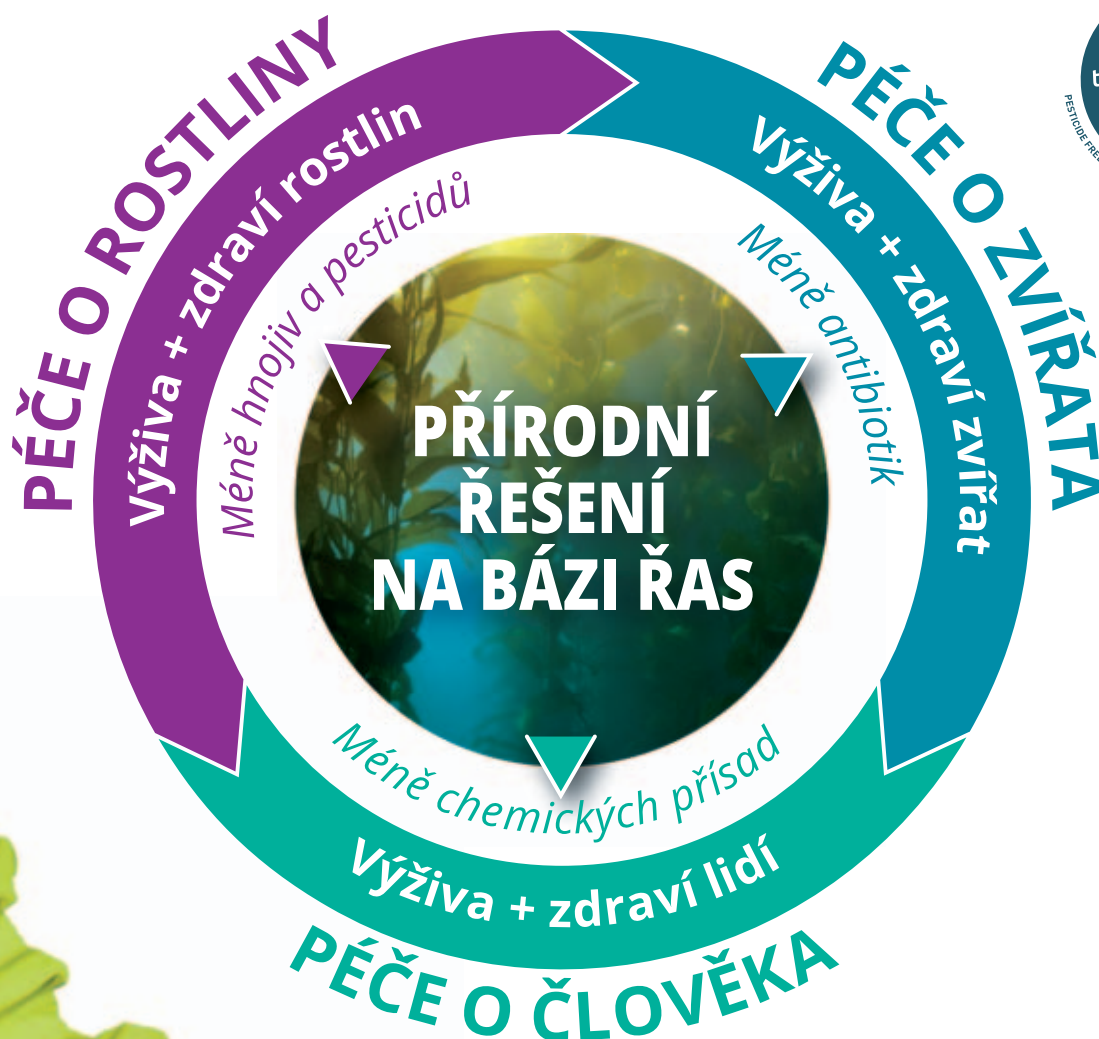 PÉČE O ROSTLINY
Výživa + zdraví rostlin
Méně hnojiv a pesticidů
PÉČE O ZVÍŘATA
Výživa + zdraví zvířat
Méně antibiotik
PŘÍRODNÍ
ŘEŠENÍ
NA BÁZI ŘAS
Méně chemických přísad
Výživa + zdraví lidí
PÉČE O ČLOVĚKA
PESTICIDE